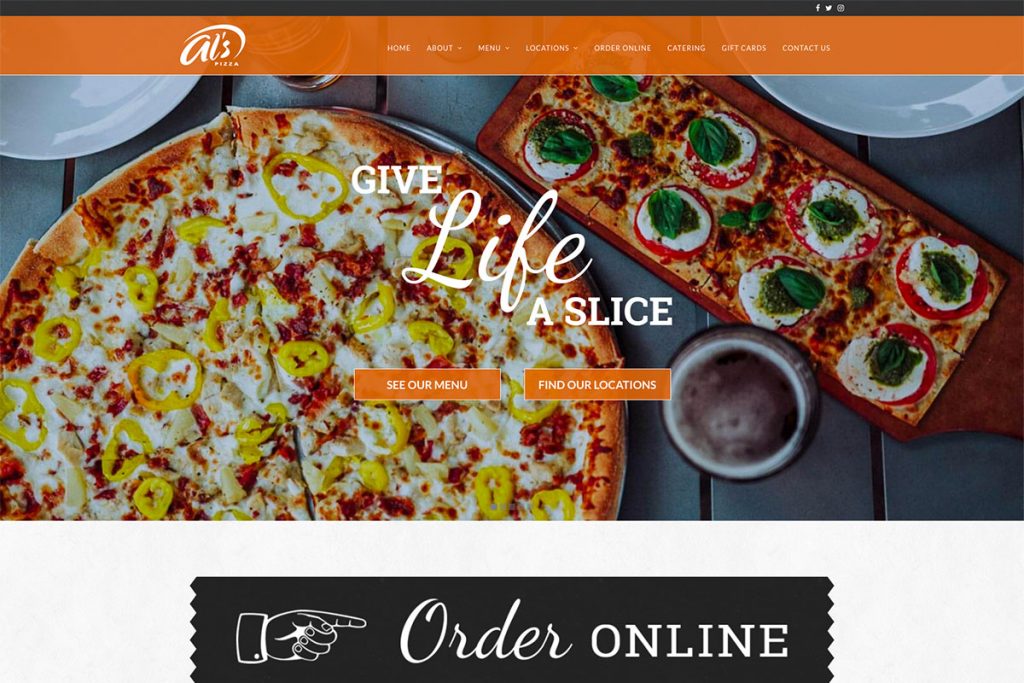 al's
PIZZA
HOME ABOUT MENU LOCATIONS ORDER ONLINE CATERING GIFT CARDS CONTACT US
GIVE
Life
A SLICE
SEE OUR MENU FIND OUR LOCATIONS
Order ONLINE